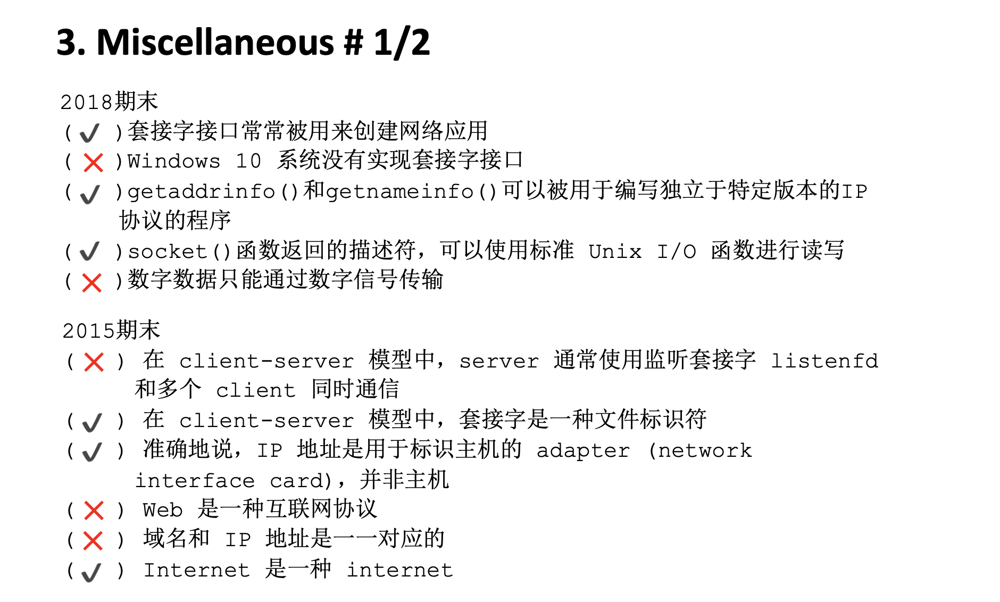 3. Miscellaneous # 1/2
2018期末
(✔)套接字接口常常被用来创建网络应用
(❌)Windows 10 系统没有实现套接字接口
(✔)getaddrinfo()和getnameinfo()可以被用于编写独立于特定版本的IP
协议的程序
(✔)socket()函数返回的描述符，可以使用标准 Unix I/O 函数进行读写
(❌)数字数据只能通过数字信号传输
2015期末
(❌) 在 client-server 模型中，server 通常使用监听套接字 listenfd
和多个 client 同时通信
(✔) 在 client-server 模型中，套接字是一种文件标识符
(✔) 准确地说，IP 地址是用于标识主机的 adapter (network
interface card)，并非主机
(❌) Web 是一种互联网协议
(❌) 域名和 IP 地址是一一对应的
(✔) Internet 是一种 internet